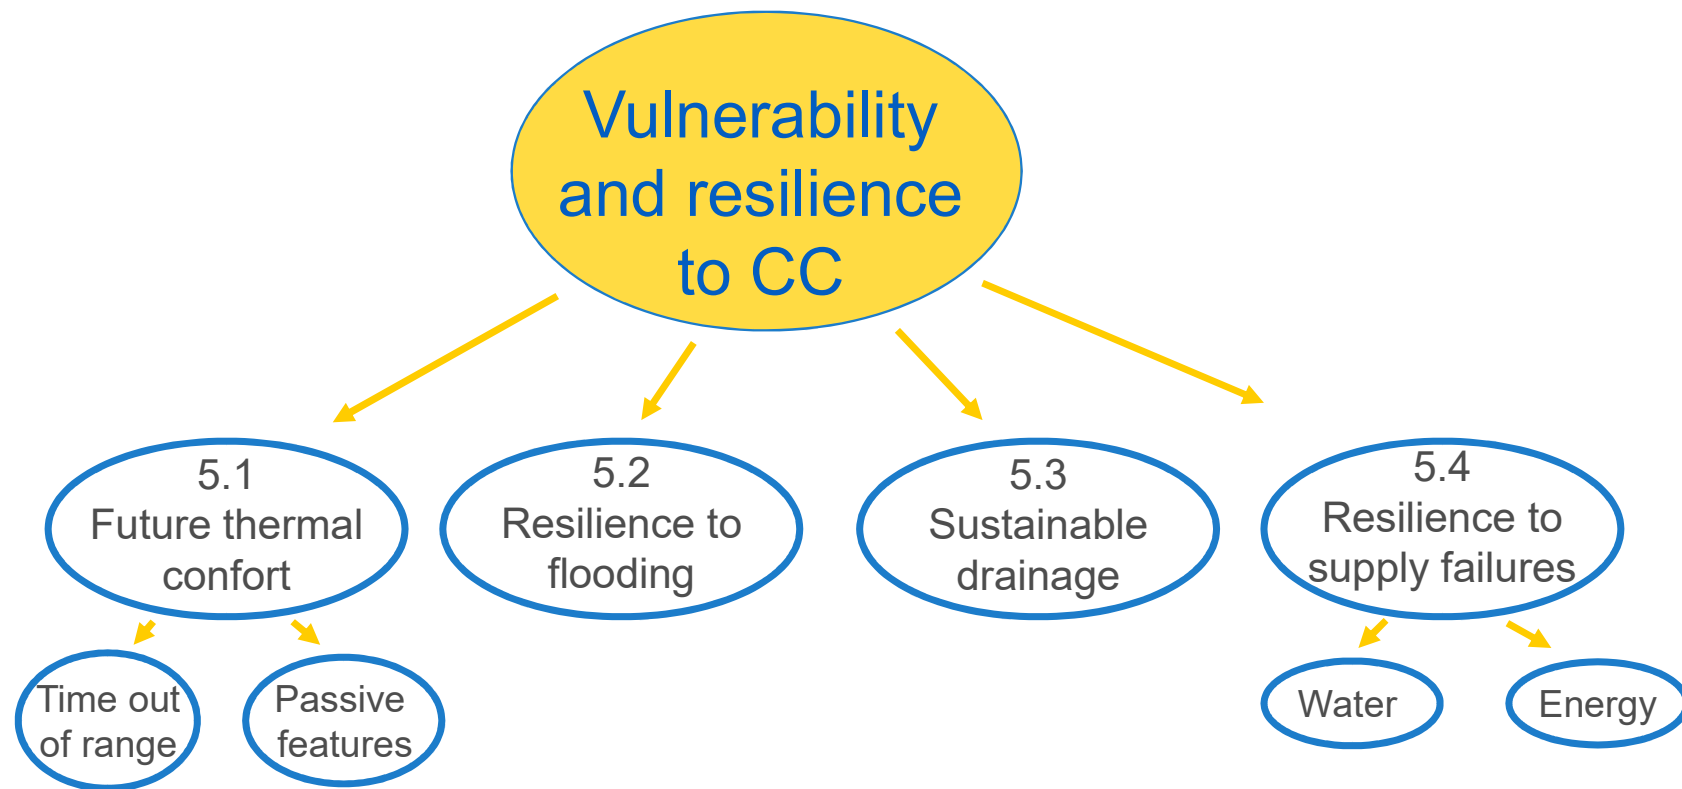 Vulnerability
and resilience
to CC
5.1
Future thermal
confort
5.2
Resilience to
flooding
5.3
Sustainable
drainage
5.4
Resilience to
supply failures
Time out
of range
Passive
features
Water
Energy